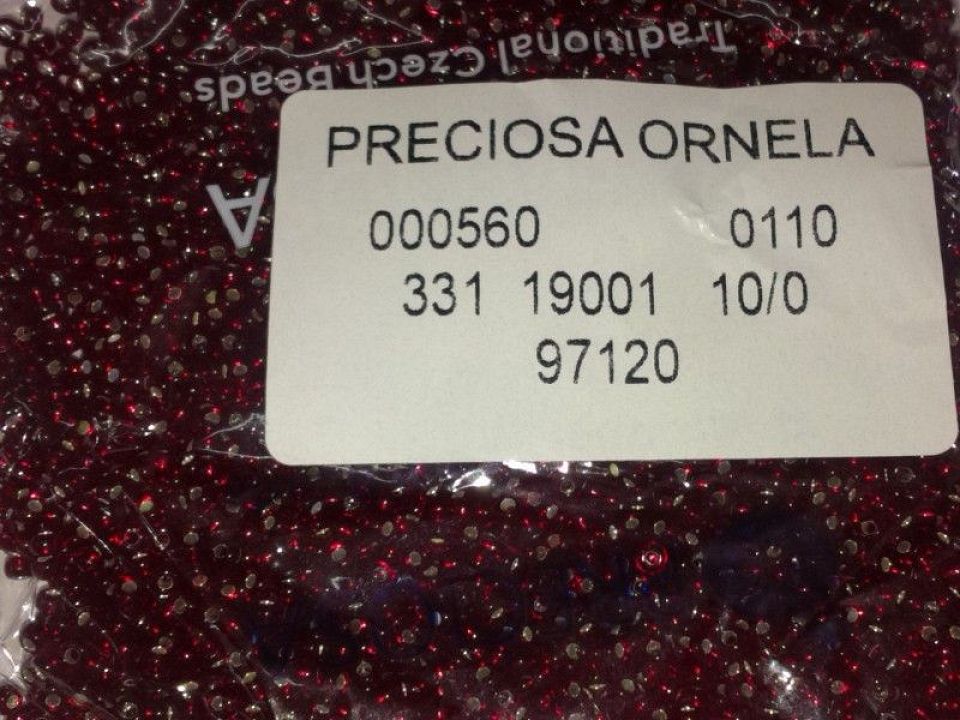 Traditional Czech Beads
A
PRECIOSA ORNELA
000560 0110
331 19001 10/0
97120